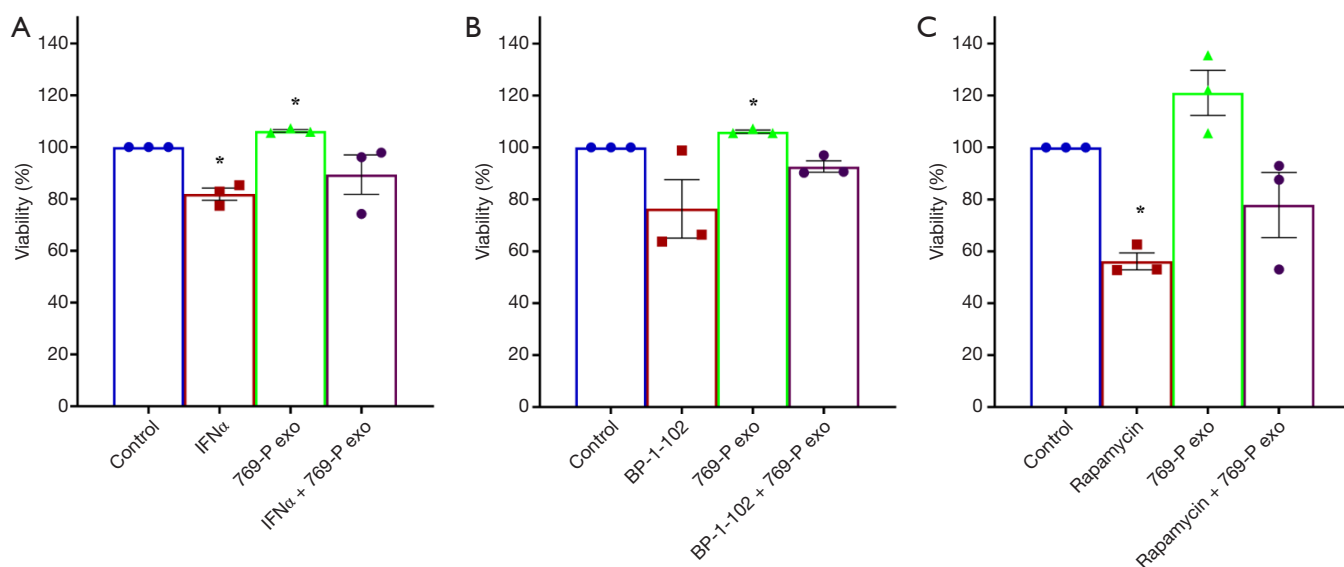 A
Viability (%)
140
120
100
80
60
40
20
0
*
*
Control
IFNα
769-P exo
IFNα + 769-P exo
B
Viability (%)
140
120
100
80
60
40
20
0
*
Control
BP-1-102
769-P exo
BP-1-102 + 769-P exo
C
Viability (%)
140
120
100
80
60
40
20
0
*
Control
Rapamycin
769-P exo
Rapamycin + 769-P exo